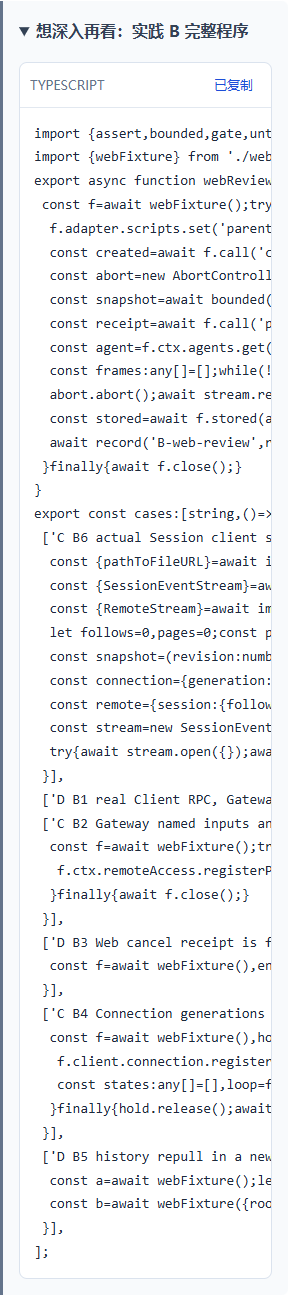 ▼ 想深入再看：实践 B 完整程序
TYPESCRIPT 已复制
import {assert,bounded,gate,unt
import {webFixture} from './web
export async function webReview
const f=await webFixture();try
f.adapter.scripts.set('parent
const created=await f.call('c
const abort=new AbortControll
const snapshot=await bounded(
const receipt=await f.call('p
const agent=f.ctx.agents.get(
const frames:any[]=[];while(!
abort.abort();await stream.re
const stored=await f.stored(a
await record('B-web-review',r
}finally{await f.close();}
}
export const cases:[string,()=>
['C B6 actual Session client s
const {pathToFileURL}=await i
const {SessionEventStream}=aw
const {RemoteStream}=await im
let follows=0,pages=0;const p
const snapshot=(revision:numb
const connection={generation:
const remote={session:{follow
const stream=new SessionEvent
try{await stream.open({});awa
}],
['D B1 real Client RPC, Gatewa
['C B2 Gateway named inputs an
const f=await webFixture();tr
f.ctx.remoteAccess.registerP
}finally{await f.close();}
}],
['D B3 Web cancel receipt is f
const f=await webFixture(),en
}],
['C B4 Connection generations
const f=await webFixture(),ho
f.client.connection.register
const states:any[]=[],loop=f
}finally{hold.release();await
}],
['D B5 history repull in a new
const a=await webFixture();le
const b=await webFixture({roo
}],
];